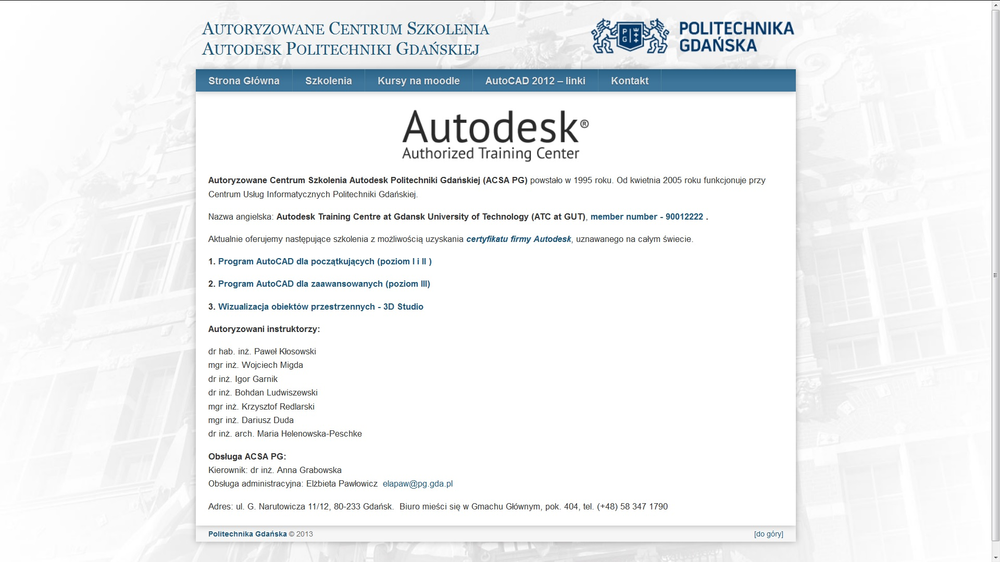 AUTORYZOWANE CENTRUM SZKOLENIA
AUTODESK POLITECHNIKI GDAŃSKIEJ
PG
POLITECHNIKA
GDAŃSKA
Strona Główna
Szkolenia
Kursy na moodle
AutoCAD 2012 – linki
Kontakt
Autodesk®
Authorized Training Center
Autoryzowane Centrum Szkolenia Autodesk Politechniki Gdańskiej (ACSA PG) powstało w 1995 roku. Od kwietnia 2005 roku funkcjonuje przy
Centrum Usług Informatycznych Politechniki Gdańskiej.
Nazwa angielska: Autodesk Training Centre at Gdansk University of Technology (ATC at GUT), member number - 90012222 .
Aktualnie oferujemy następujące szkolenia z możliwością uzyskania certyfikatu firmy Autodesk, uznawanego na całym świecie.
1. Program AutoCAD dla początkujących (poziom I i II )
2. Program AutoCAD dla zaawansowanych (poziom III)
3. Wizualizacja obiektów przestrzennych - 3D Studio
Autoryzowani instruktorzy:
dr hab. inż. Paweł Kłosowski
mgr inż. Wojciech Migda
dr inż. Igor Garnik
dr inż. Bohdan Ludwiszewski
mgr inż. Krzysztof Redlarski
mgr inż. Dariusz Duda
dr inż. arch. Maria Helenowska-Peschke
Obsługa ACSA PG:
Kierownik: dr inż. Anna Grabowska
Obsługa administracyjna: Elżbieta Pawłowicz  elapaw@pg.gda.pl
Adres: ul. G. Narutowicza 11/12, 80-233 Gdańsk.  Biuro mieści się w Gmachu Głównym, pok. 404, tel. (+48) 58 347 1790
Politechnika Gdańska © 2013
[do góry]